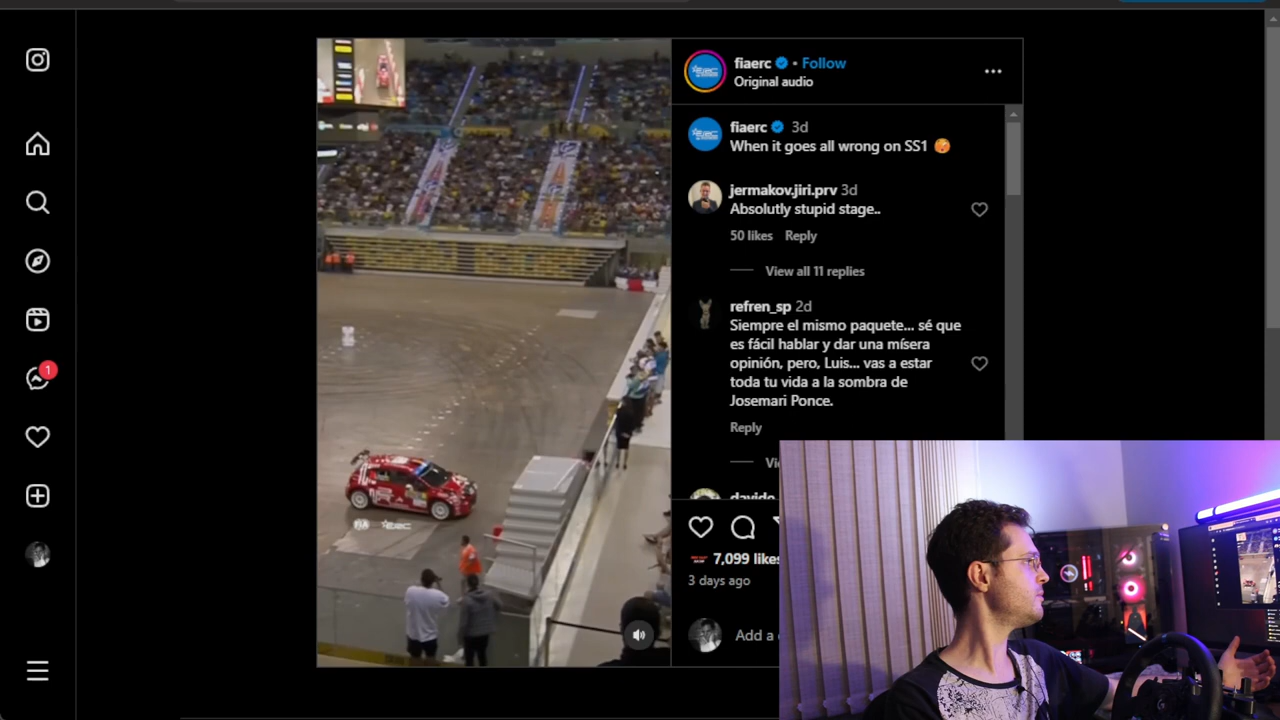 fiaerc • Follow
Original audio
fiaerc 3d
When it goes all wrong on SS1
jermakov.jiri.prv 3d
Absolutly stupid stage..
50 likes Reply
View all 11 replies
refren_sp 2d
Siempre el mismo paquete... sé que
es fácil hablar y dar una mísera
opinión, pero, Luis... vas a estar
toda tu vida a la sombra de
Josemari Ponce.
Reply
7,099 likes
3 days ago
Add a
1
FIA ERC